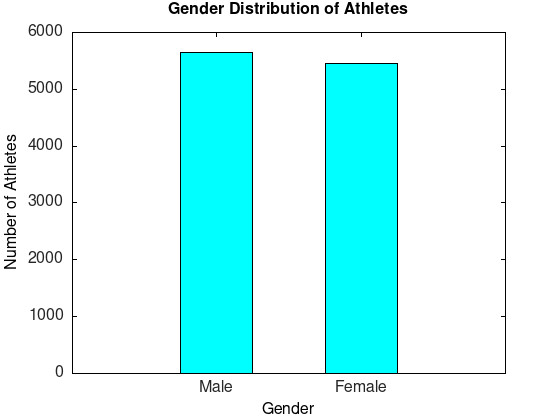 Gender Distribution of Athletes
6000
5000
4000
3000
2000
1000
0
Number of Athletes
Male Female
Gender